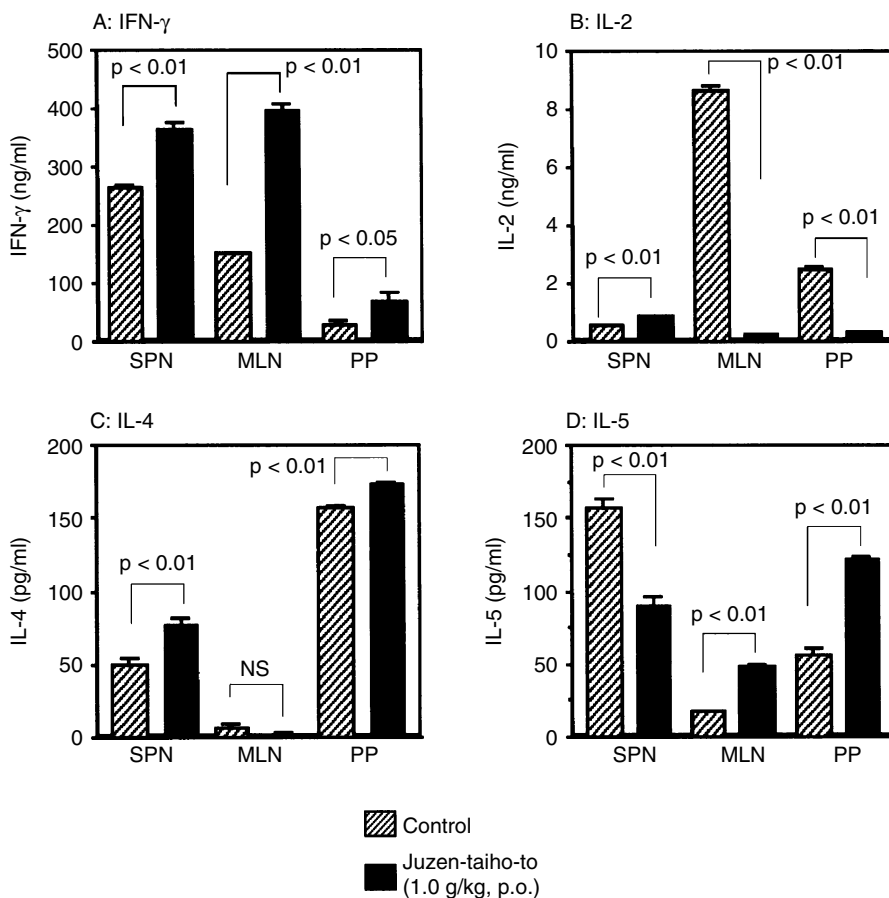 A: IFN-γ
500
400
300
200
100
0
IFN-γ (ng/ml)
p < 0.01
p < 0.01
p < 0.05
SPN
MLN
PP
B: IL-2
10
8
6
4
2
0
IL-2 (ng/ml)
p < 0.01
p < 0.01
p < 0.01
SPN
MLN
PP
C: IL-4
200
150
100
50
0
IL-4 (pg/ml)
p < 0.01
NS
p < 0.01
SPN
MLN
PP
D: IL-5
200
150
100
50
0
IL-5 (pg/ml)
p < 0.01
p < 0.01
p < 0.01
SPN
MLN
PP
Control
Juzen-taiho-to
(1.0 g/kg, p.o.)